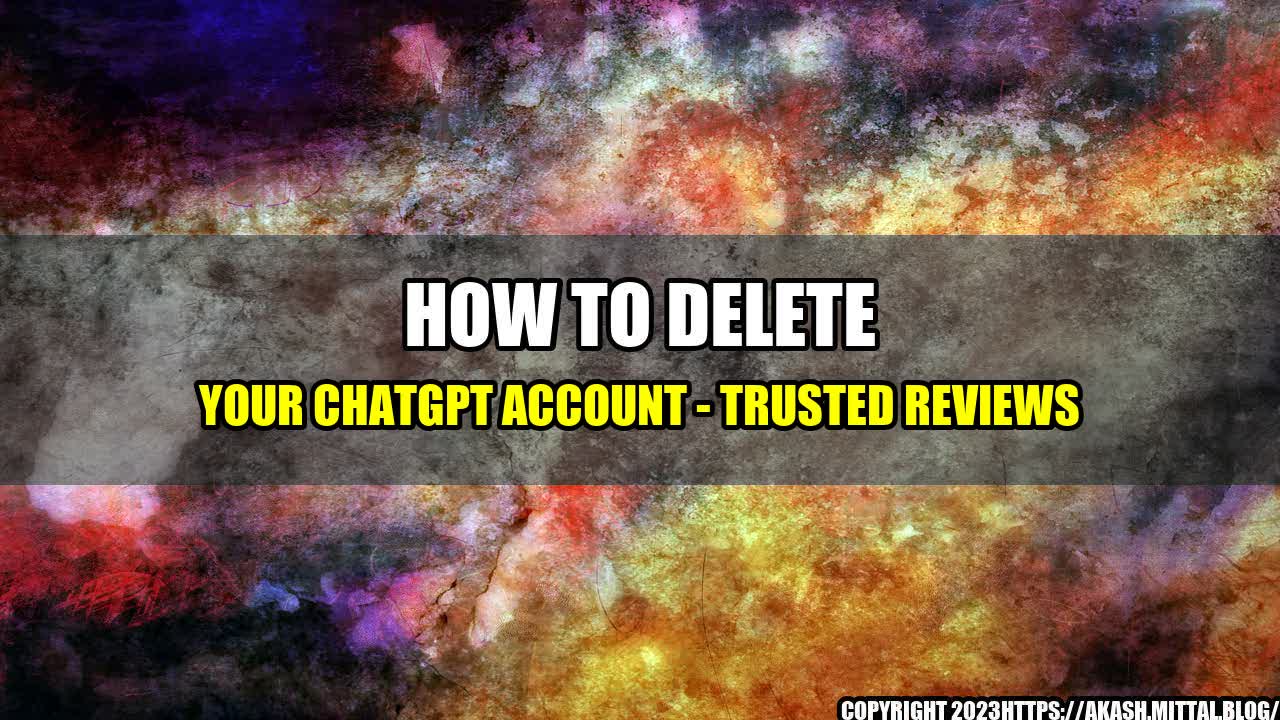 HOW TO DELETE
YOUR CHATGPT ACCOUNT - TRUSTED REVIEWS
COPYRIGHT 2023HTTPS://AKASH.MITTAL.BLOG/